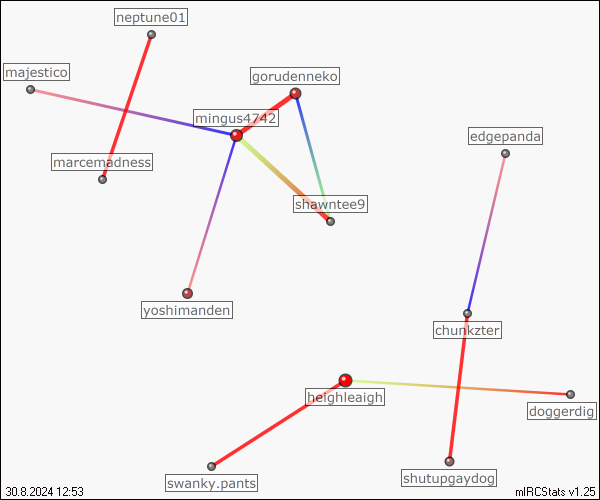 neptune01
majestico
gorudenneko
mingus4742
edgepanda
marcemadness
shawntee9
yoshimanden
chunkzter
heighleaigh
doggerdig
shutupgaydog
swanky.pants
30.8.2024 12:53
mIRCStats v1.25